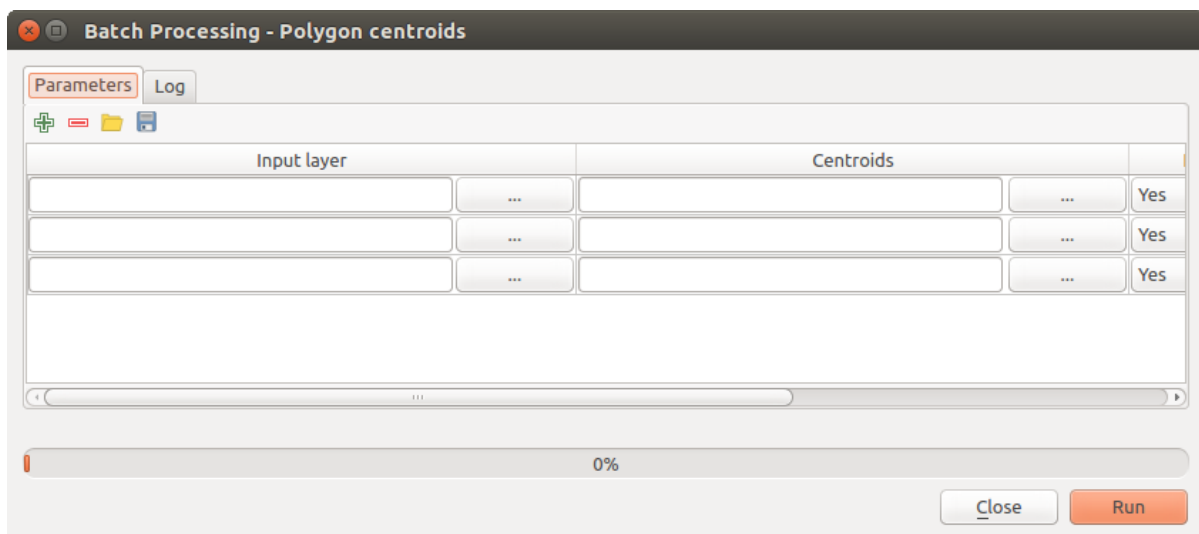 Batch Processing - Polygon centroids
Parameters Log
Input layer Centroids
... ... Yes
... ... Yes
... ... Yes
0%
Close Run